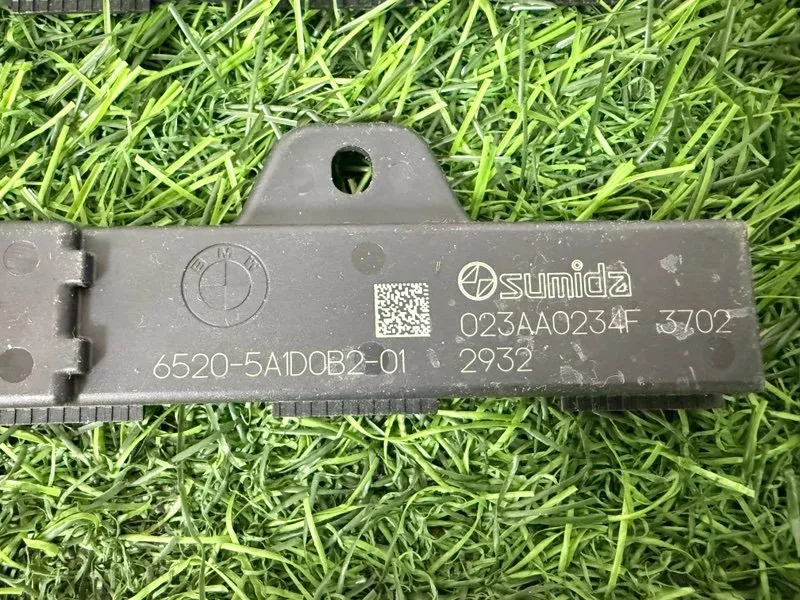 BMW
sumida
023AA0234F 3702
6520-5A1D0B2-01
2932